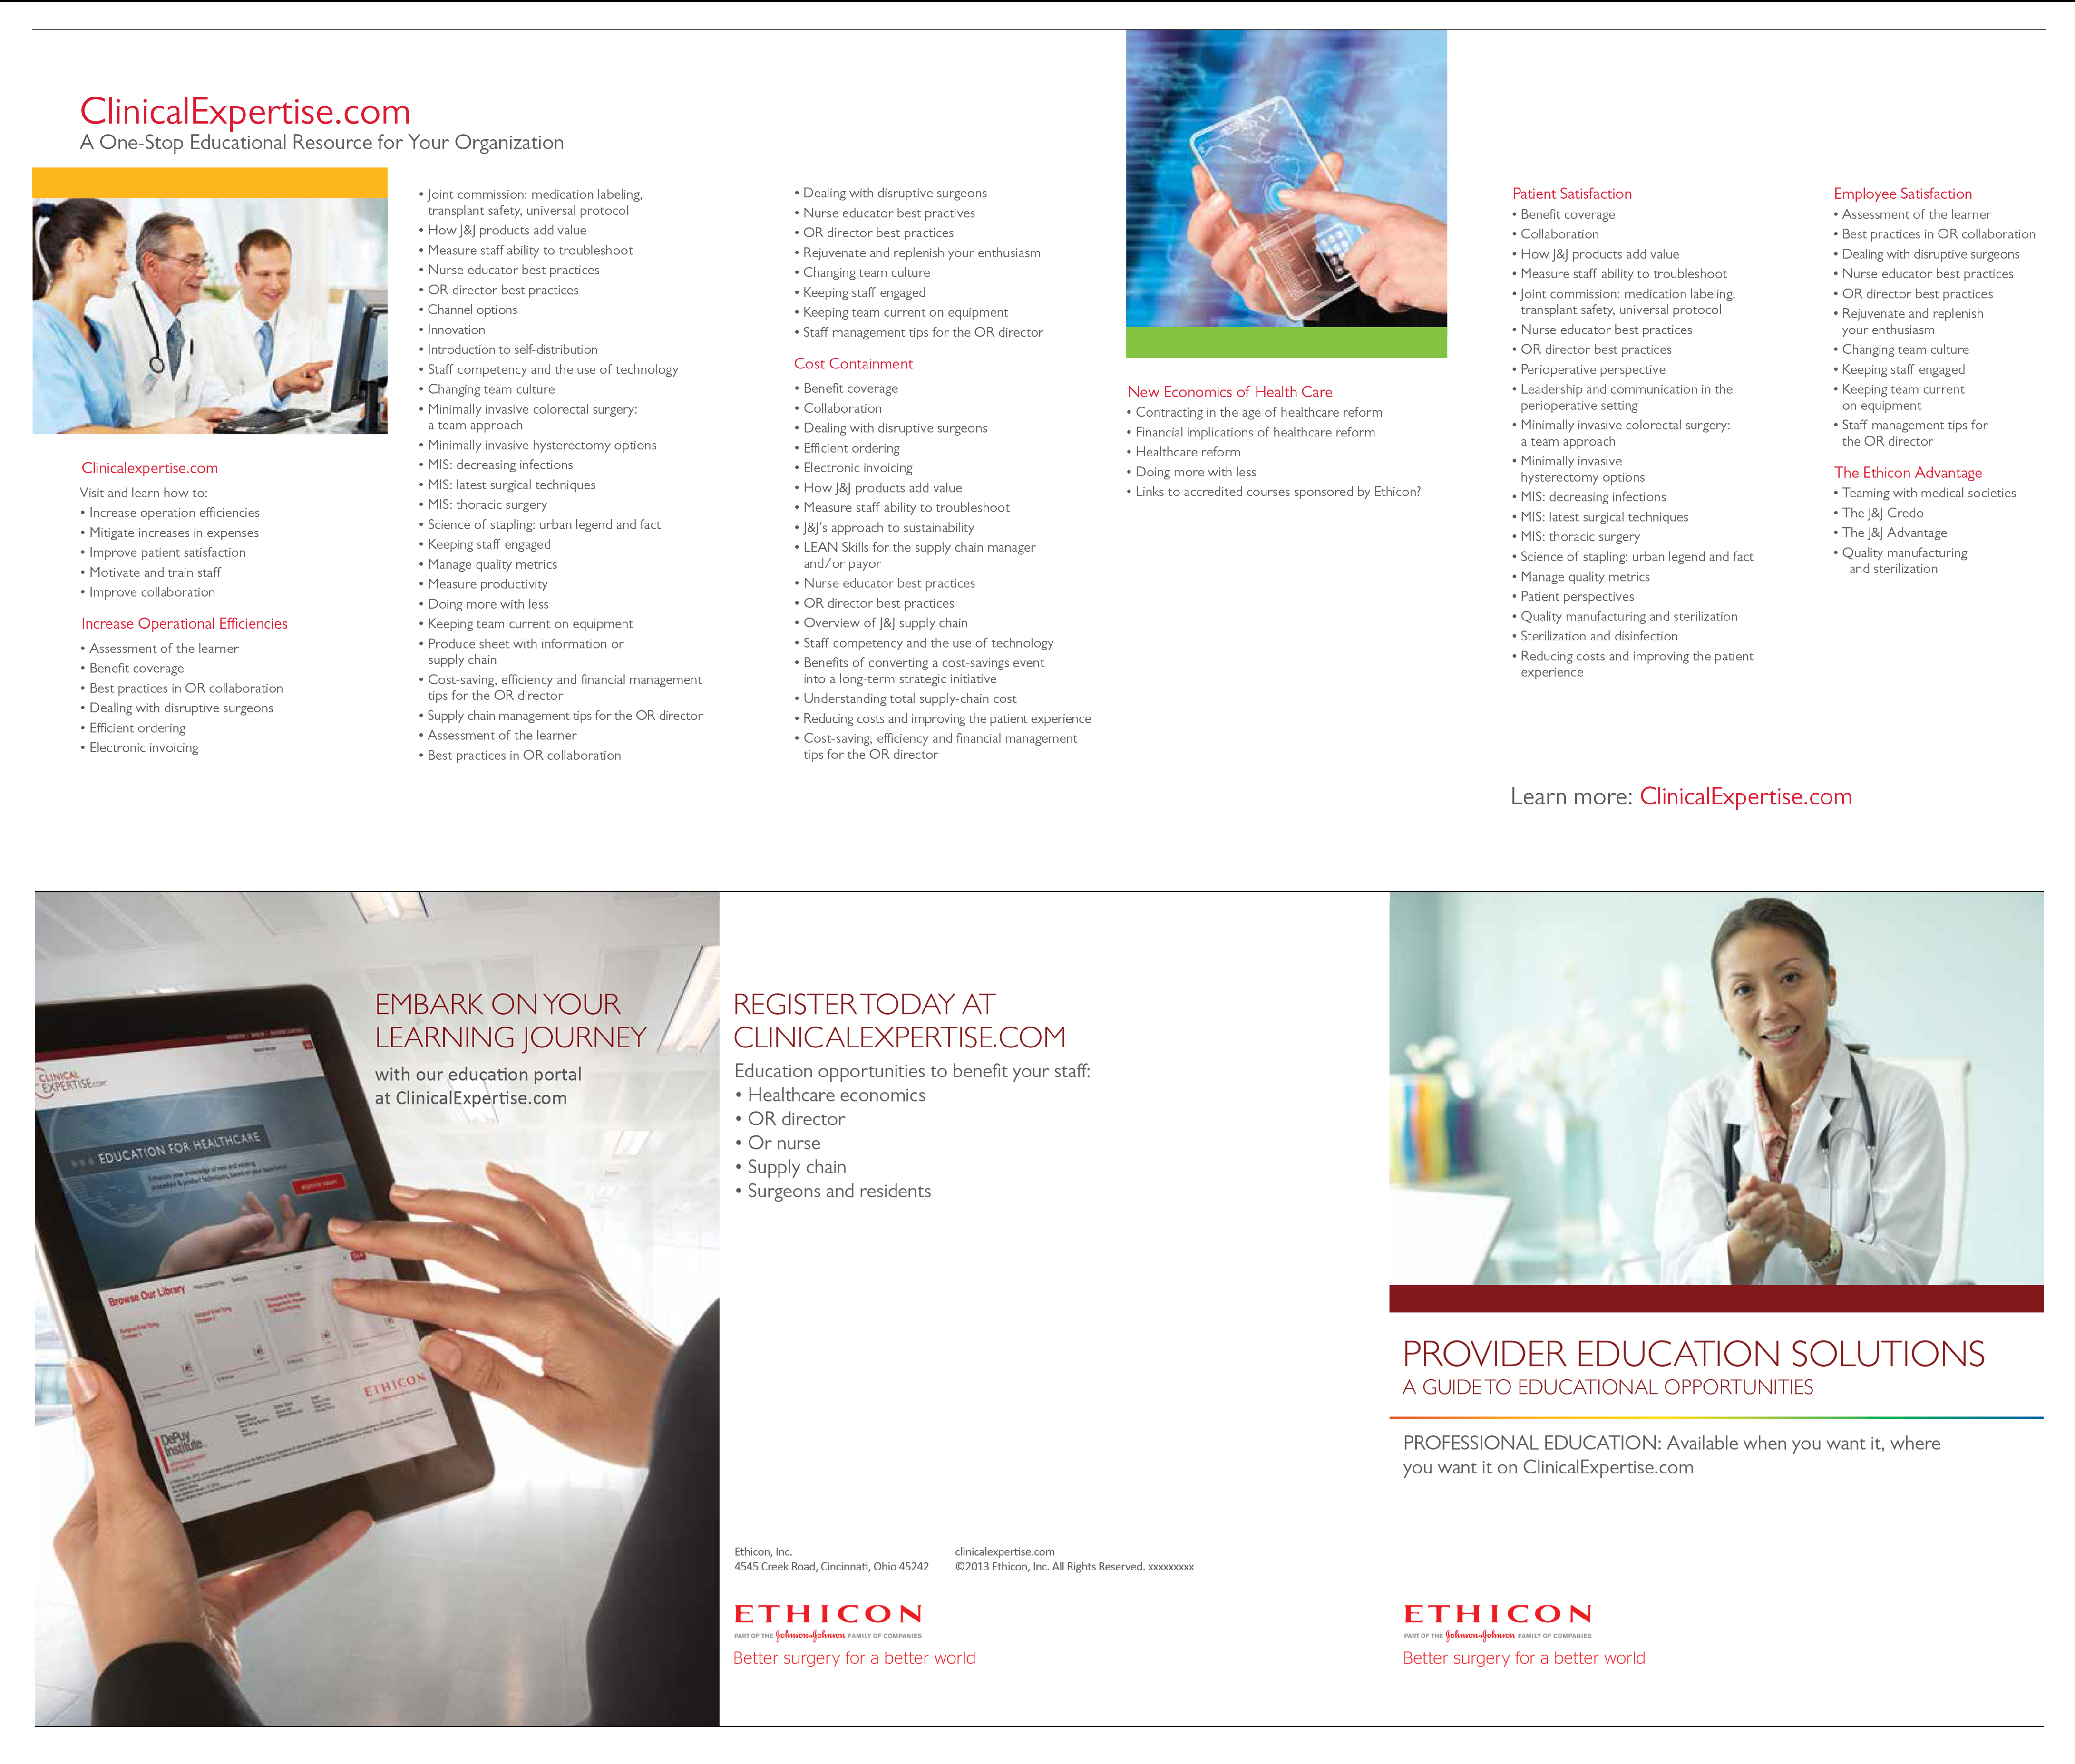 ClinicalExpertise.com
A One-Stop Educational Resource for Your Organization
Clinicalexpertise.com
Visit and learn how to:
• Increase operation efficiencies
• Mitigate increases in expenses
• Improve patient satisfaction
• Motivate and train staff
• Improve collaboration
Increase Operational Efficiencies
• Assessment of the learner
• Benefit coverage
• Best practices in OR collaboration
• Dealing with disruptive surgeons
• Efficient ordering
• Electronic invoicing
• Joint commission: medication labeling,
transplant safety, universal protocol
• How J&J products add value
• Measure staff ability to troubleshoot
• Nurse educator best practices
• OR director best practices
• Channel options
• Innovation
• Introduction to self-distribution
• Staff competency and the use of technology
• Changing team culture
• Minimally invasive colorectal surgery:
a team approach
• Minimally invasive hysterectomy options
• MIS: decreasing infections
• MIS: latest surgical techniques
• MIS: thoracic surgery
• Science of stapling: urban legend and fact
• Keeping staff engaged
• Manage quality metrics
• Measure productivity
• Doing more with less
• Keeping team current on equipment
• Produce sheet with information or
supply chain
• Cost-saving, efficiency and financial management
tips for the OR director
• Supply chain management tips for the OR director
• Assessment of the learner
• Best practices in OR collaboration
• Dealing with disruptive surgeons
• Nurse educator best practives
• OR director best practices
• Rejuvenate and replenish your enthusiasm
• Changing team culture
• Keeping staff engaged
• Keeping team current on equipment
• Staff management tips for the OR director
Cost Containment
• Benefit coverage
• Collaboration
• Dealing with disruptive surgeons
• Efficient ordering
• Electronic invoicing
• How J&J products add value
• Measure staff ability to troubleshoot
• J&J's approach to sustainability
• LEAN Skills for the supply chain manager
and/or payor
• Nurse educator best practices
• OR director best practices
• Overview of J&J supply chain
• Staff competency and the use of technology
• Benefits of converting a cost-savings event
into a long-term strategic initiative
• Understanding total supply-chain cost
• Reducing costs and improving the patient experience
• Cost-saving, efficiency and financial management
tips for the OR director
New Economics of Health Care
• Contracting in the age of healthcare reform
• Financial implications of healthcare reform
• Healthcare reform
• Doing more with less
• Links to accredited courses sponsored by Ethicon?
Patient Satisfaction
• Benefit coverage
• Collaboration
• How J&J products add value
• Measure staff ability to troubleshoot
• Joint commission: medication labeling,
transplant safety, universal protocol
• Nurse educator best practices
• OR director best practices
• Perioperative perspective
• Leadership and communication in the
perioperative setting
• Minimally invasive colorectal surgery:
a team approach
• Minimally invasive
hysterectomy options
• MIS: decreasing infections
• MIS: latest surgical techniques
• MIS: thoracic surgery
• Science of stapling: urban legend and fact
• Manage quality metrics
• Patient perspectives
• Quality manufacturing and sterilization
• Sterilization and disinfection
• Reducing costs and improving the patient
experience
Employee Satisfaction
• Assessment of the learner
• Best practices in OR collaboration
• Dealing with disruptive surgeons
• Nurse educator best practices
• OR director best practices
• Rejuvenate and replenish
your enthusiasm
• Changing team culture
• Keeping staff engaged
• Keeping team current
on equipment
• Staff management tips for
the OR director
The Ethicon Advantage
• Teaming with medical societies
• The J&J Credo
• The J&J Advantage
• Quality manufacturing
and sterilization
Learn more: ClinicalExpertise.com
EMBARK ON YOUR
LEARNING JOURNEY
with our education portal
at ClinicalExpertise.com
CLINICAL
EXPERTISE.com
EDUCATION FOR HEALTHCARE
Enhances your knowledge of new and existing
procedure & product techniques, based on your experience
Browse Our Library
ETHICON
DePuy
Institute
REGISTER TODAY AT
CLINICALEXPERTISE.COM
Education opportunities to benefit your staff:
• Healthcare economics
• OR director
• Or nurse
• Supply chain
• Surgeons and residents
Ethicon, Inc.
4545 Creek Road, Cincinnati, Ohio 45242
clinicalexpertise.com
©2013 Ethicon, Inc. All Rights Reserved. xxxxxxxxx
ETHICON
PART OF THE Johnson&Johnson FAMILY OF COMPANIES
Better surgery for a better world
PROVIDER EDUCATION SOLUTIONS
A GUIDE TO EDUCATIONAL OPPORTUNITIES
PROFESSIONAL EDUCATION: Available when you want it, where
you want it on ClinicalExpertise.com
ETHICON
PART OF THE Johnson&Johnson FAMILY OF COMPANIES
Better surgery for a better world